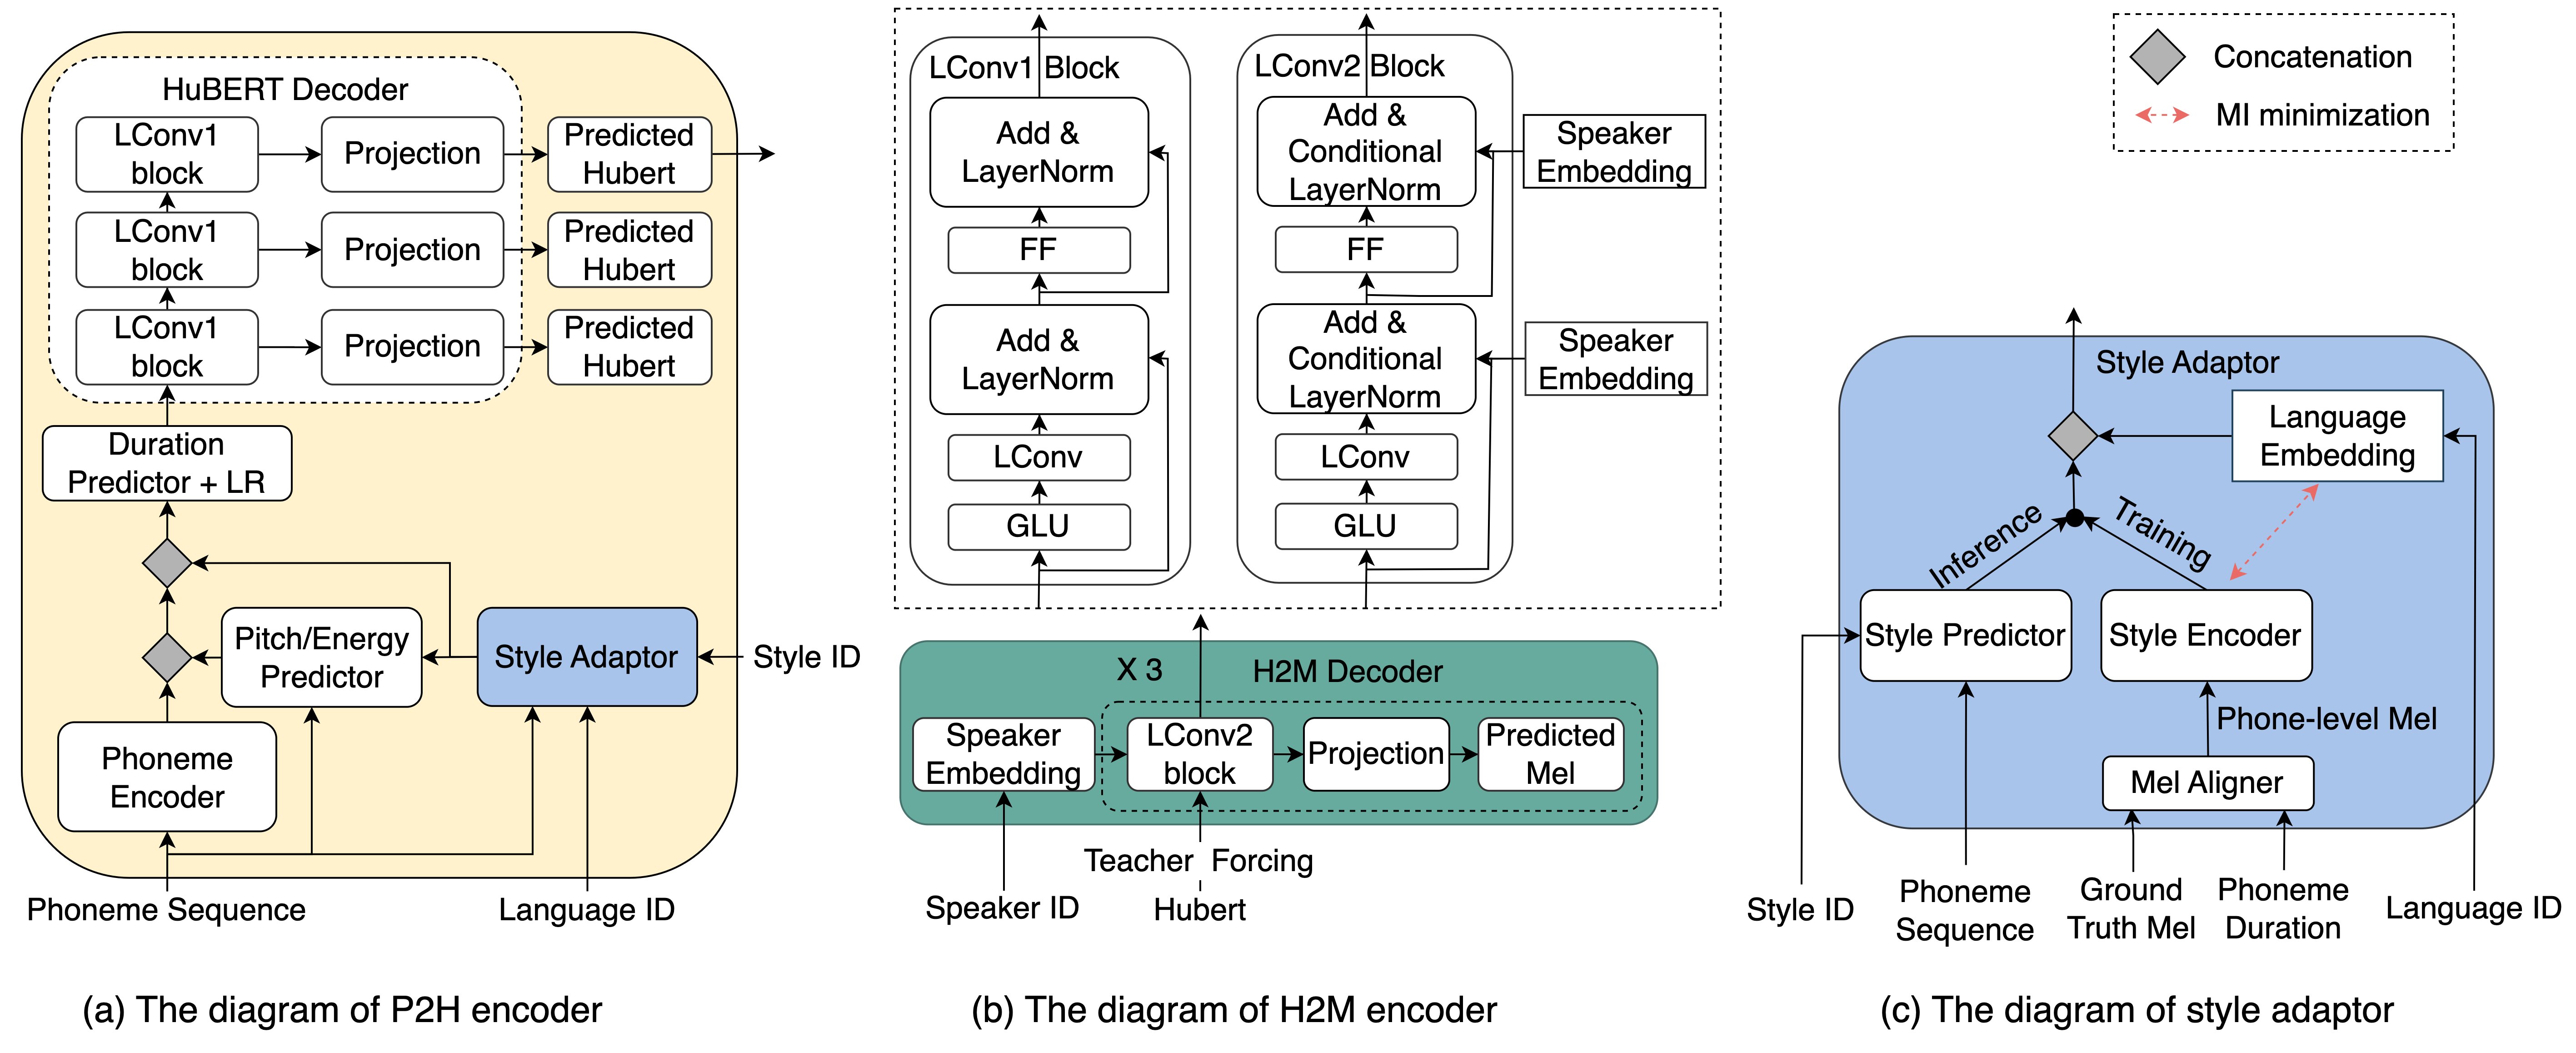 HuBERT Decoder
LConv1
block
Projection
Predicted
Hubert
LConv1
block
Projection
Predicted
Hubert
LConv1
block
Projection
Predicted
Hubert
Duration
Predictor + LR
Pitch/Energy
Predictor
Style Adaptor
Style ID
Phoneme
Encoder
Phoneme Sequence
Language ID
(a) The diagram of P2H encoder
LConv1 Block
Add &
LayerNorm
FF
Add &
LayerNorm
LConv
GLU
LConv2 Block
Add &
Conditional
LayerNorm
Speaker
Embedding
FF
Add &
Conditional
LayerNorm
Speaker
Embedding
LConv
GLU
X 3
H2M Decoder
Speaker
Embedding
LConv2
block
Projection
Predicted
Mel
Teacher Forcing
Speaker ID
Hubert
(b) The diagram of H2M encoder
Concatenation
MI minimization
Style Adaptor
Language
Embedding
Inference
Training
Style Predictor
Style Encoder
Phone-level Mel
Mel Aligner
Style ID
Phoneme
Sequence
Ground
Truth Mel
Phoneme
Duration
Language ID
(c) The diagram of style adaptor